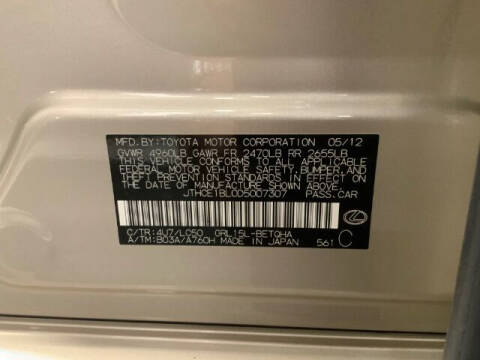 MFD.BY:TOYOTA MOTOR CORPORATION 05/12
GVWR 4960LB GAWR FR 2470LB RR 2655LB
THIS VEHICLE CONFORMS TO ALL APPLICABLE
FEDERAL MOTOR VEHICLE SAFETY, BUMPER,
AND THEFT PREVENTION STANDARDS IN
EFFECT ON THE DATE OF MANUFACTURE
SHOWN ABOVE.
JTHCE1BL0D5007307 PASS.CAR
C/TR:4U7/LC50 GRL15L-BETQHA
A/TM:B03A/A760H MADE IN JAPAN 561 C